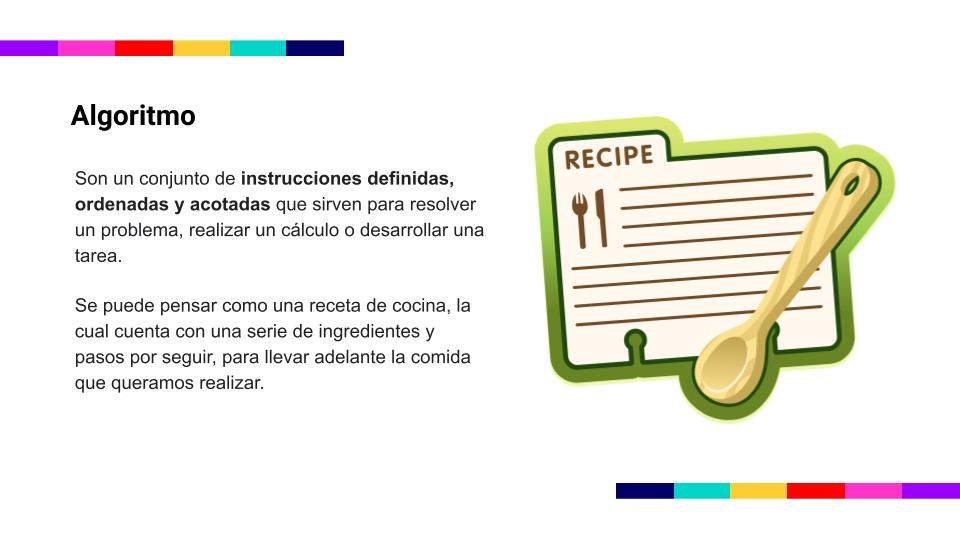 Algoritmo
Son un conjunto de instrucciones definidas,
ordenadas y acotadas que sirven para resolver
un problema, realizar un cálculo o desarrollar una
tarea.
Se puede pensar como una receta de cocina, la
cual cuenta con una serie de ingredientes y
pasos por seguir, para llevar adelante la comida
que queramos realizar.
RECIPE